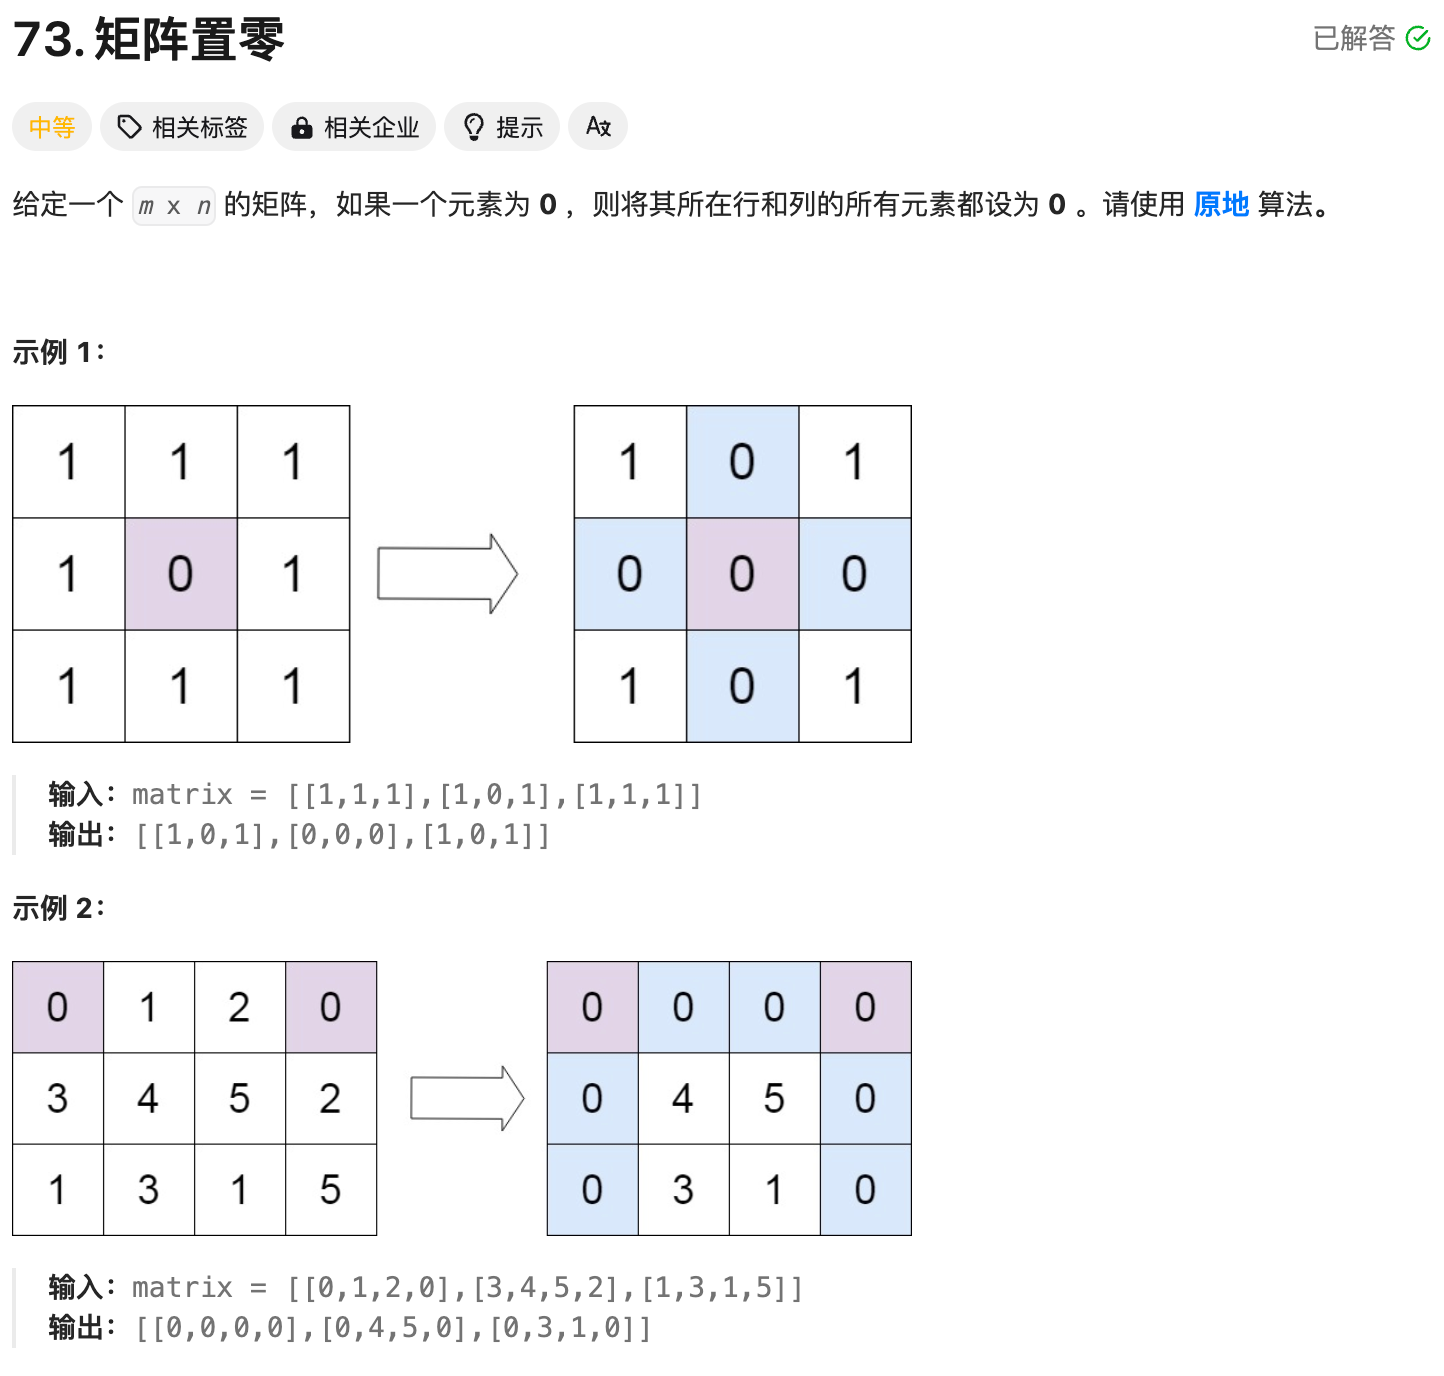 73. 矩阵置零
已解答
中等 相关标签 相关企业 提示 A文
给定一个 m x n 的矩阵，如果一个元素为 0 ，则将其所在行和列的所有元素都设为 0 。请使用 原地 算法。
示例 1：
1 1 1 1 0 1
1 0 1 0 0 0
1 1 1 1 0 1
输入：matrix = [[1,1,1],[1,0,1],[1,1,1]]
输出：[[1,0,1],[0,0,0],[1,0,1]]
示例 2：
0 1 2 0 0 0 0 0
3 4 5 2 0 4 5 0
1 3 1 5 0 3 1 0
输入：matrix = [[0,1,2,0],[3,4,5,2],[1,3,1,5]]
输出：[[0,0,0,0],[0,4,5,0],[0,3,1,0]]